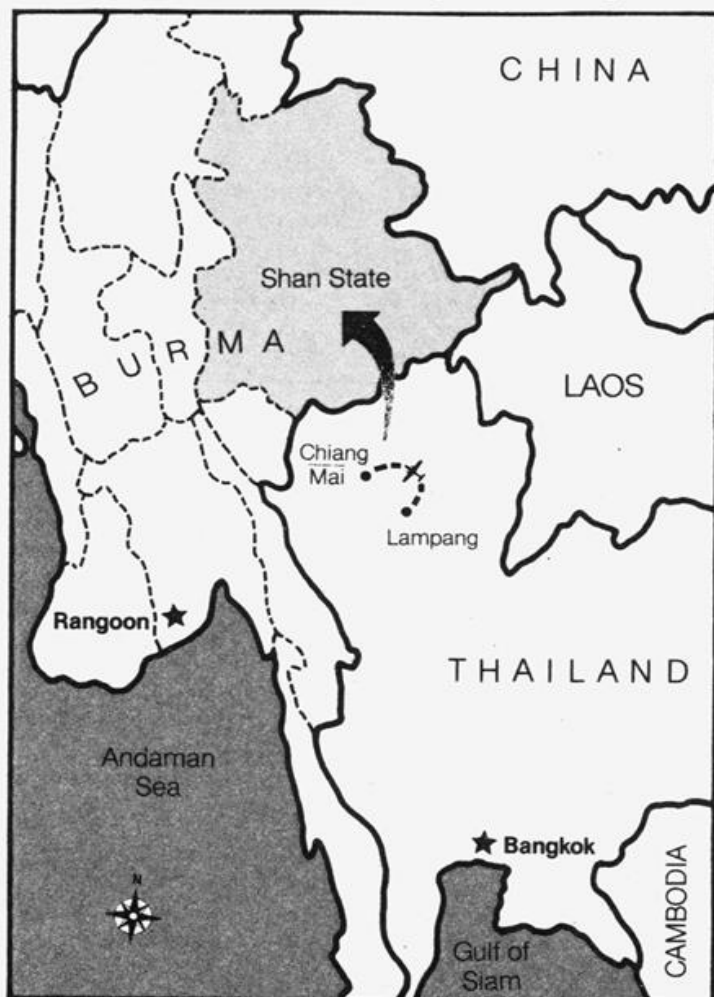 CHINA
Shan State
BURMA
LAOS
Chiang
Mai
Lampang
Rangoon
THAILAND
Andaman
Sea
Bangkok
CAMBODIA
N
Gulf of
Siam